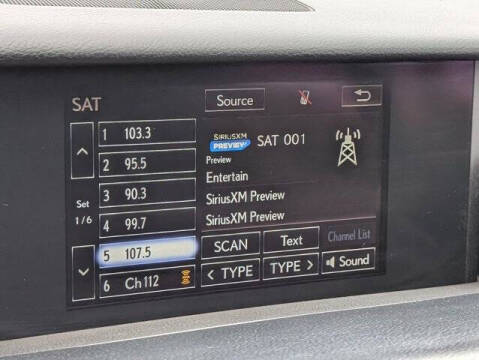 SAT
Source
1 103.3
2 95.5
3 90.3
4 99.7
5 107.5
6 Ch 112
Set
1/6
SIRIUSXM
PREVIEW
SAT 001
Preview
Entertain
SiriusXM Preview
SiriusXM Preview
SCAN
Text
Channel List
< TYPE
TYPE >
Sound